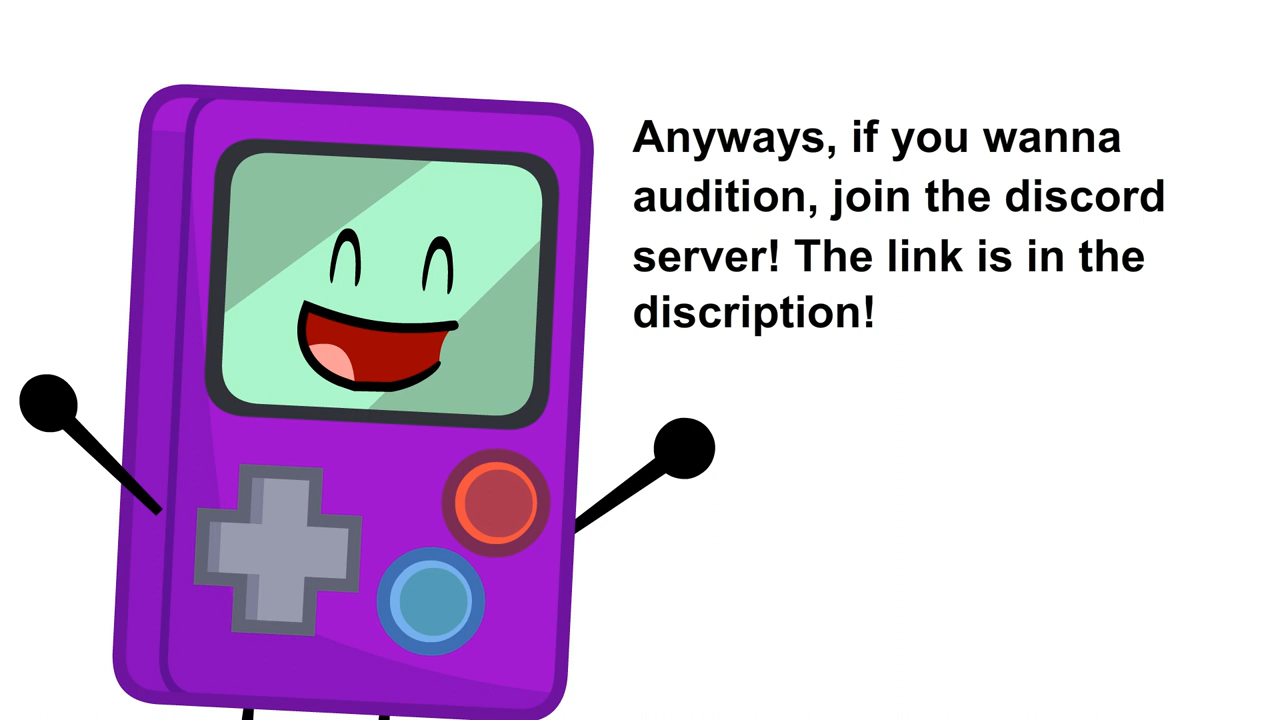 Anyways, if you wanna
audition, join the discord
server! The link is in the
discription!